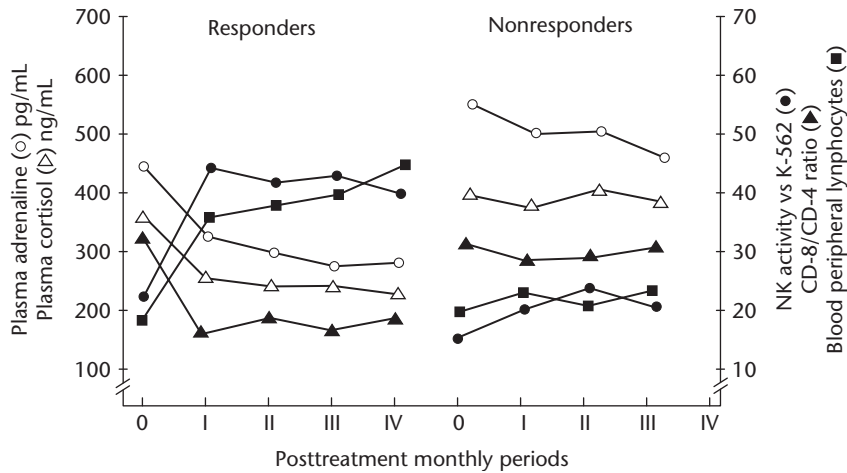 Responders
Nonresponders
Plasma adrenaline (○) pg/mL
Plasma cortisol (▷) ng/mL
700
600
500
400
300
200
100
70
60
50
40
30
20
10
NK activity vs K-562 (●)
CD-8/CD-4 ratio (▲)
Blood peripheral lymphocytes (■)
0 I II III IV
0 I II III IV
Posttreatment monthly periods